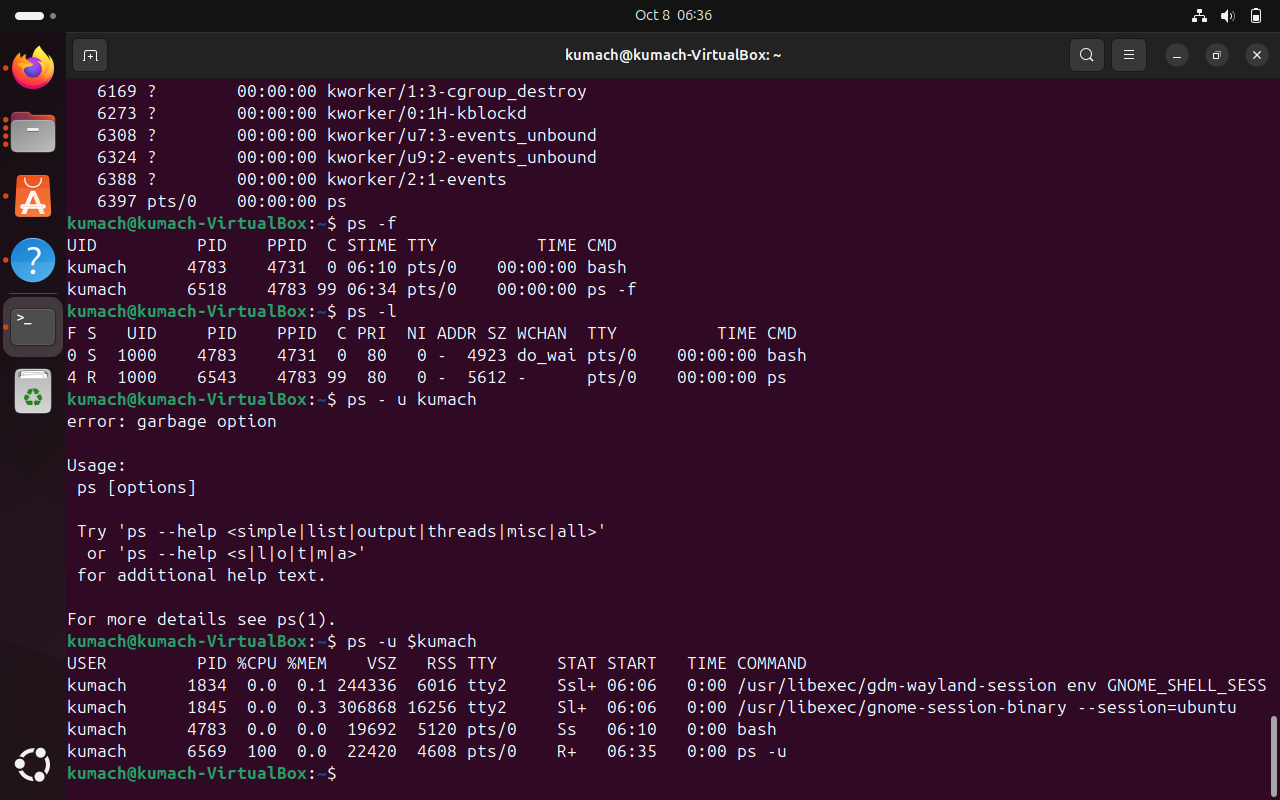 Oct 8 06:36
kumach@kumach-VirtualBox: ~
   6169 ?        00:00:00 kworker/1:3-cgroup_destroy
   6273 ?        00:00:00 kworker/0:1H-kblockd
   6308 ?        00:00:00 kworker/u7:3-events_unbound
   6324 ?        00:00:00 kworker/u9:2-events_unbound
   6388 ?        00:00:00 kworker/2:1-events
   6397 pts/0    00:00:00 ps
kumach@kumach-VirtualBox:~$ ps -f
UID          PID    PPID  C STIME TTY          TIME CMD
kumach      4783    4731  0 06:10 pts/0    00:00:00 bash
kumach      6518    4783 99 06:34 pts/0    00:00:00 ps -f
kumach@kumach-VirtualBox:~$ ps -l
F S   UID     PID    PPID  C PRI  NI ADDR SZ WCHAN  TTY          TIME CMD
0 S  1000    4783    4731  0  80   0 -  4923 do_wai pts/0    00:00:00 bash
4 R  1000    6543    4783 99  80   0 -  5612 -      pts/0    00:00:00 ps
kumach@kumach-VirtualBox:~$ ps - u kumach
error: garbage option
Usage:
 ps [options]
 Try 'ps --help <simple|list|output|threads|misc|all>'
  or 'ps --help <s|l|o|t|m|a>'
 for additional help text.
For more details see ps(1).
kumach@kumach-VirtualBox:~$ ps -u $kumach
USER         PID %CPU %MEM    VSZ   RSS TTY      STAT START   TIME COMMAND
kumach      1834  0.0  0.1 244336  6016 tty2     Ssl+ 06:06   0:00 /usr/libexec/gdm-wayland-session env GNOME_SHELL_SESS
kumach      1845  0.0  0.3 306868 16256 tty2     Sl+  06:06   0:00 /usr/libexec/gnome-session-binary --session=ubuntu
kumach      4783  0.0  0.0  19692  5120 pts/0    Ss   06:10   0:00 bash
kumach      6569  100  0.0  22420  4608 pts/0    R+   06:35   0:00 ps -u
kumach@kumach-VirtualBox:~$